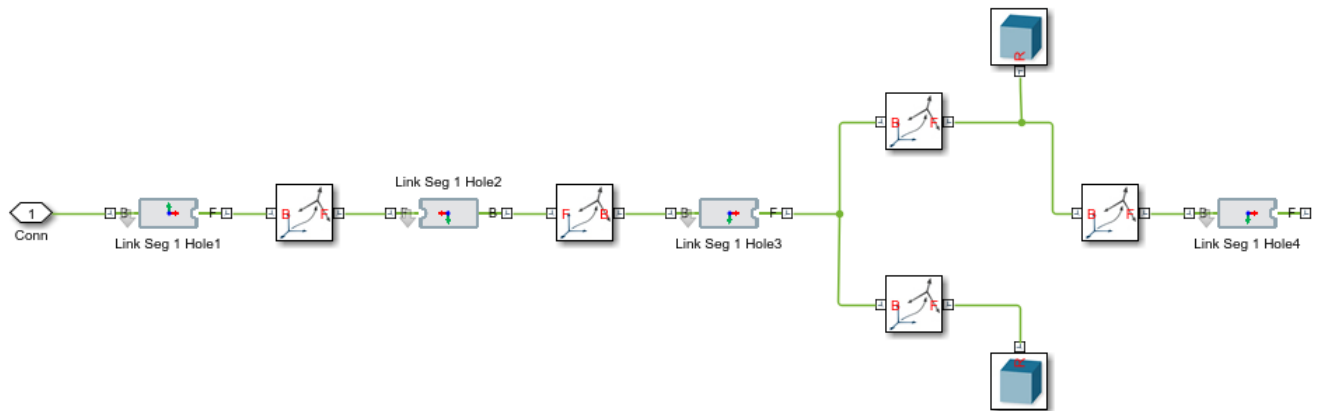 R
B F
Link Seg 1 Hole2
1
B F
B F
F B
F B
B F
B F
B F
Conn
Link Seg 1 Hole1
Link Seg 1 Hole3
Link Seg 1 Hole4
B F
R